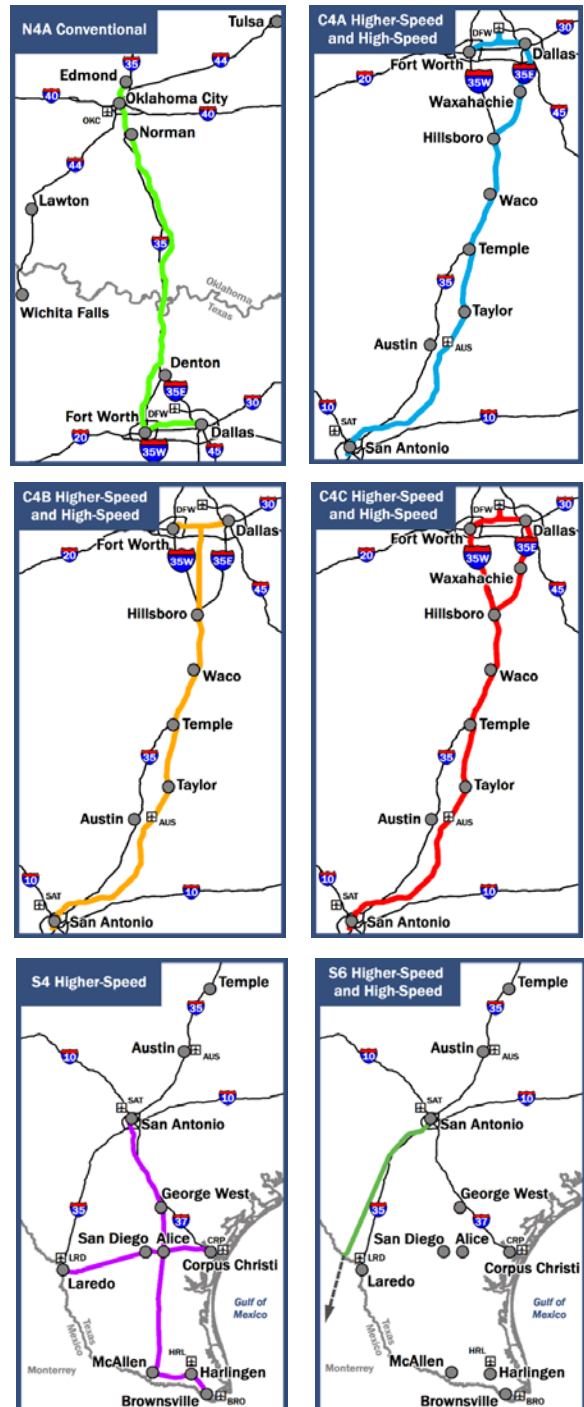 N4A Conventional
Tulsa
35
44
Edmond
40
Oklahoma City
OKC
40
Norman
44
Lawton
35
Oklahoma
Texas
Wichita Falls
Denton
35E
Fort Worth
DFW
30
Dallas
20
35W
45
C4A Higher-Speed
and High-Speed
DFW
30
Dallas
Fort Worth
20
35W
35E
Waxahachie
45
Hillsboro
Waco
Temple
35
Taylor
Austin
AUS
10
SAT
10
San Antonio
C4B Higher-Speed
and High-Speed
DFW
30
Dallas
Fort Worth
20
35W
35E
45
Hillsboro
Waco
Temple
35
Taylor
Austin
AUS
10
SAT
10
San Antonio
C4C Higher-Speed
and High-Speed
DFW
30
Dallas
Fort Worth
20
35W
35E
Waxahachie
45
Hillsboro
Waco
Temple
35
Taylor
Austin
AUS
10
SAT
10
San Antonio
S4 Higher-Speed
Temple
35
Austin
AUS
10
SAT
10
San Antonio
George West
35
37
San Diego
Alice
CRP
LRD
Corpus Christi
Laredo
Gulf of
Mexico
Texas
Mexico
McAllen
HRL
Monterrey
Harlingen
Brownsville
BRO
S6 Higher-Speed
and High-Speed
Temple
35
Austin
AUS
10
SAT
10
San Antonio
George West
35
37
San Diego
Alice
CRP
LRD
Corpus Christi
Laredo
Gulf of
Mexico
Texas
Mexico
McAllen
HRL
Monterrey
Harlingen
Brownsville
BRO